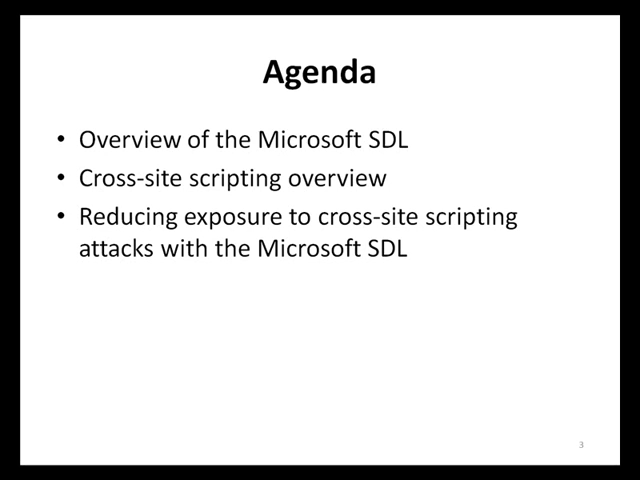 Agenda
• Overview of the Microsoft SDL
• Cross-site scripting overview
• Reducing exposure to cross-site scripting
attacks with the Microsoft SDL
3